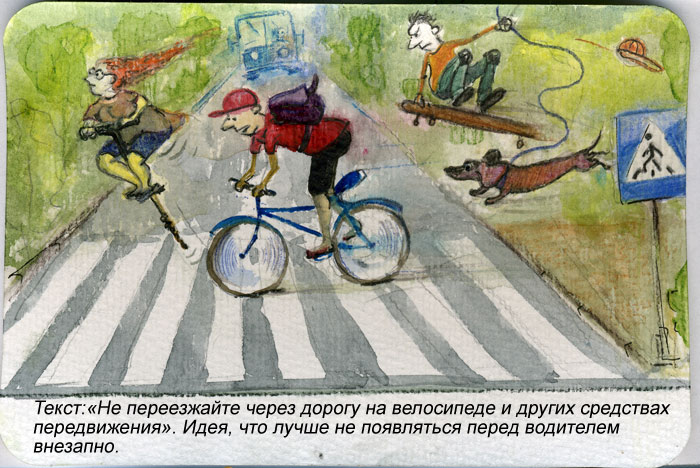 Текст:«Не переезжайте через дорогу на велосипеде и других средствах
передвижения». Идея, что лучше не появляться перед водителем
внезапно.